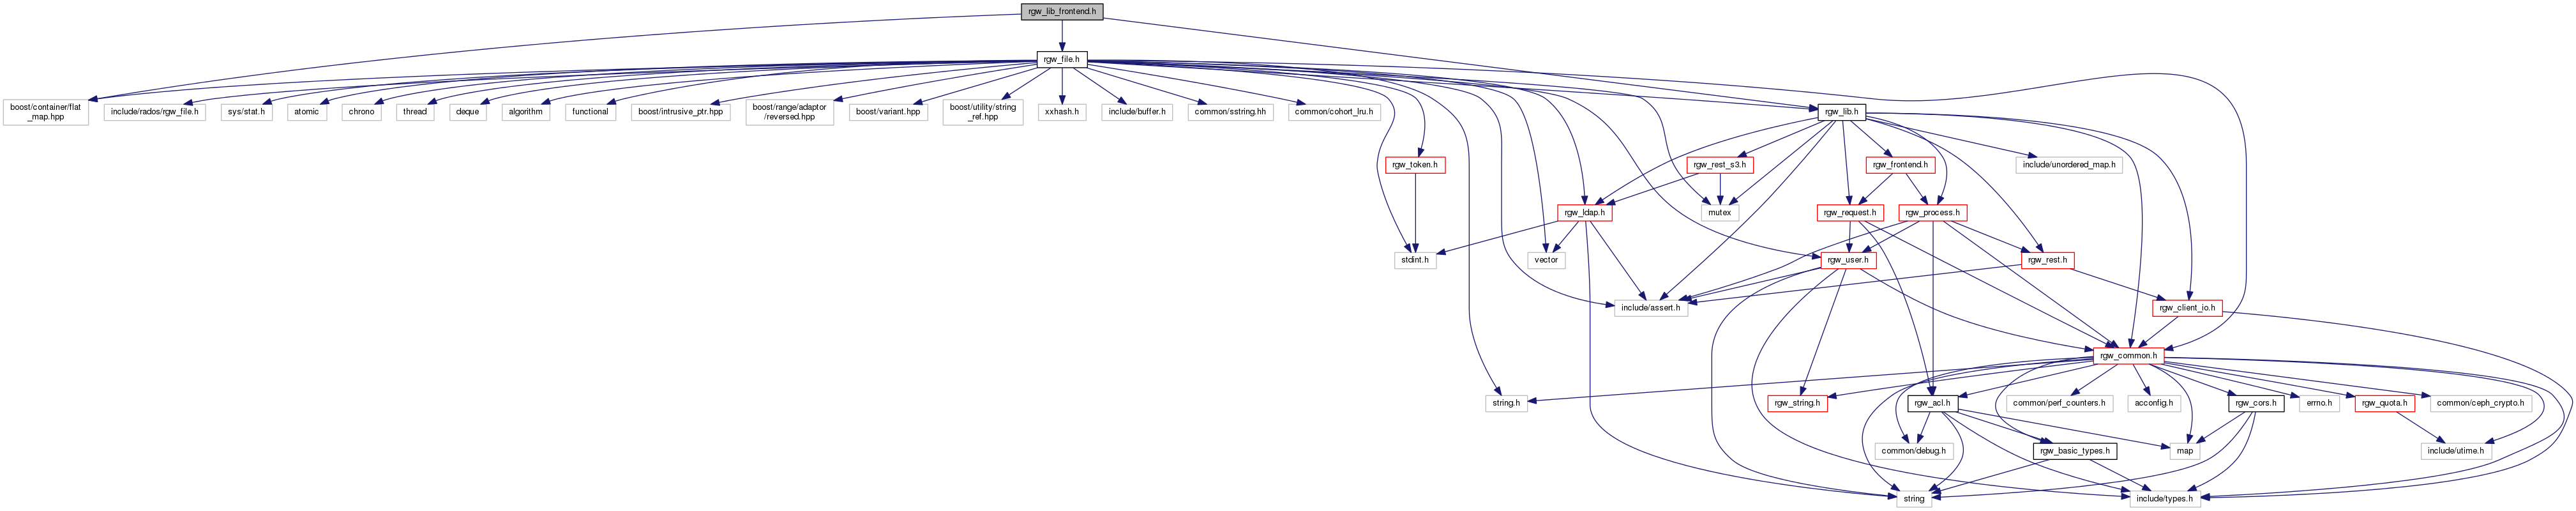 rgw_lib_frontend.h
rgw_file.h
boost/container/flat
_map.hpp
include/rados/rgw_file.h
sys/stat.h
atomic
chrono
thread
deque
algorithm
functional
boost/intrusive_ptr.hpp
boost/range/adaptor
/reversed.hpp
boost/variant.hpp
boost/utility/string
_ref.hpp
xxhash.h
include/buffer.h
common/sstring.hh
common/cohort_lru.h
rgw_lib.h
rgw_token.h
rgw_rest_s3.h
rgw_frontend.h
include/unordered_map.h
rgw_ldap.h
mutex
rgw_request.h
rgw_process.h
stdint.h
vector
rgw_user.h
rgw_rest.h
include/assert.h
rgw_client_io.h
rgw_common.h
string.h
rgw_string.h
rgw_acl.h
common/perf_counters.h
acconfig.h
rgw_cors.h
errno.h
rgw_quota.h
common/ceph_crypto.h
common/debug.h
rgw_basic_types.h
map
include/utime.h
string
include/types.h